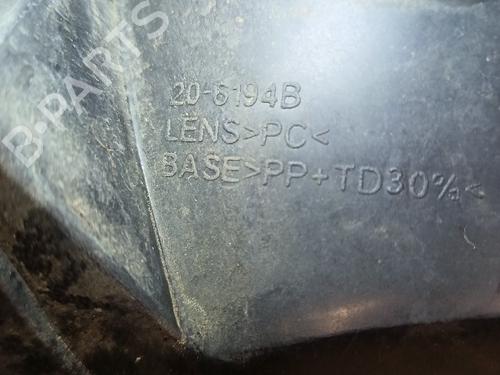 B-PARTS
20-6194B
LENS>PC<
BASE>PP+TD30%<